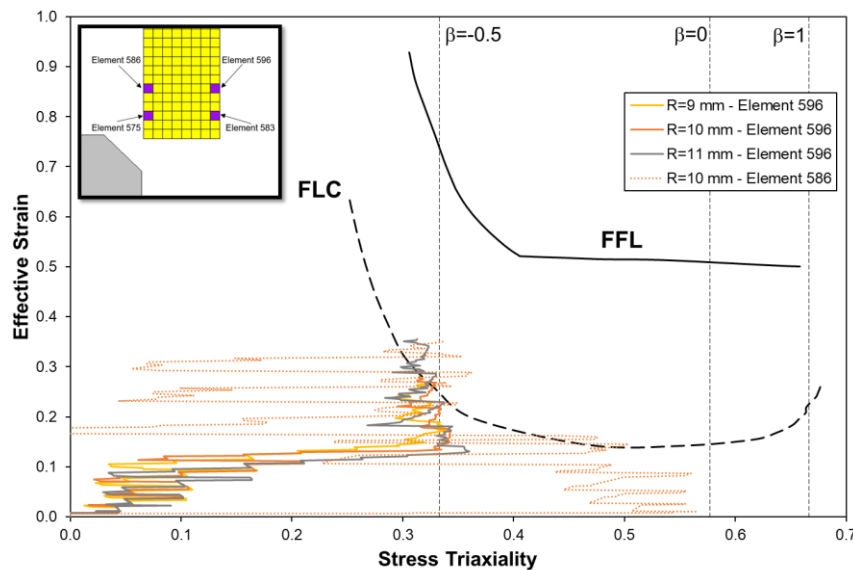 1.0
0.9
0.8
0.7
0.6
0.5
0.4
0.3
0.2
0.1
0.0
Effective Strain
Element 586
Element 596
Element 575
Element 583
β=-0.5
β=0
β=1
R=9 mm - Element 596
R=10 mm - Element 596
R=11 mm - Element 596
R=10 mm - Element 586
FLC
FFL
0.0 0.1 0.2 0.3 0.4 0.5 0.6 0.7
Stress Triaxiality